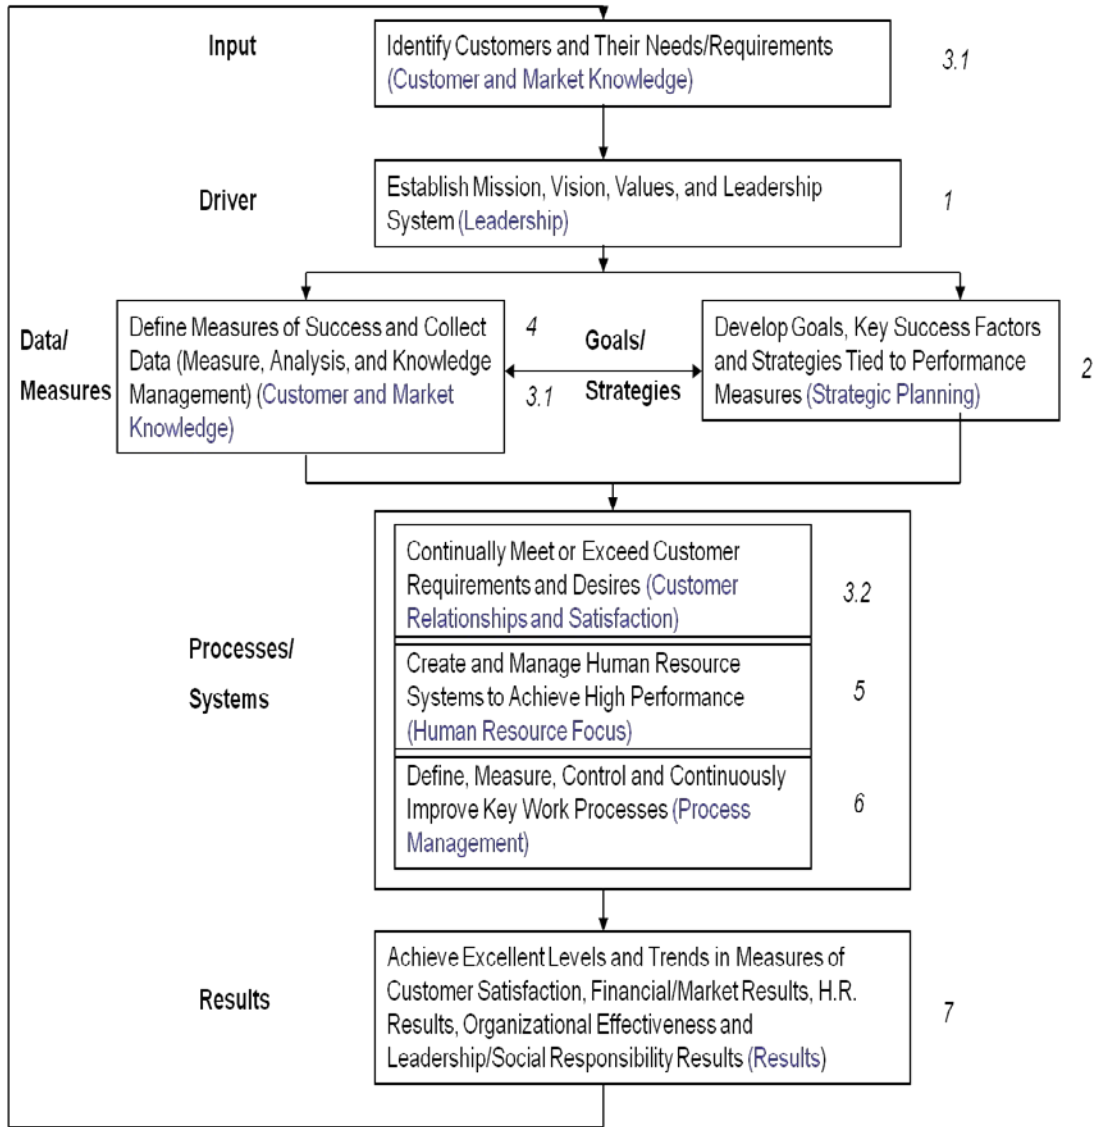 Input
Identify Customers and Their Needs/Requirements
(Customer and Market Knowledge)
3.1
Driver
Establish Mission, Vision, Values, and Leadership
System (Leadership)
1
Data/
Measures
Define Measures of Success and Collect
Data (Measure, Analysis, and Knowledge
Management) (Customer and Market
Knowledge)
4
3.1
Goals/
Strategies
Develop Goals, Key Success Factors
and Strategies Tied to Performance
Measures (Strategic Planning)
2
Processes/
Systems
Continually Meet or Exceed Customer
Requirements and Desires (Customer
Relationships and Satisfaction)
3.2
Create and Manage Human Resource
Systems to Achieve High Performance
(Human Resource Focus)
5
Define, Measure, Control and Continuously
Improve Key Work Processes (Process
Management)
6
Results
Achieve Excellent Levels and Trends in Measures of
Customer Satisfaction, Financial/Market Results, H.R.
Results, Organizational Effectiveness and
Leadership/Social Responsibility Results (Results)
7